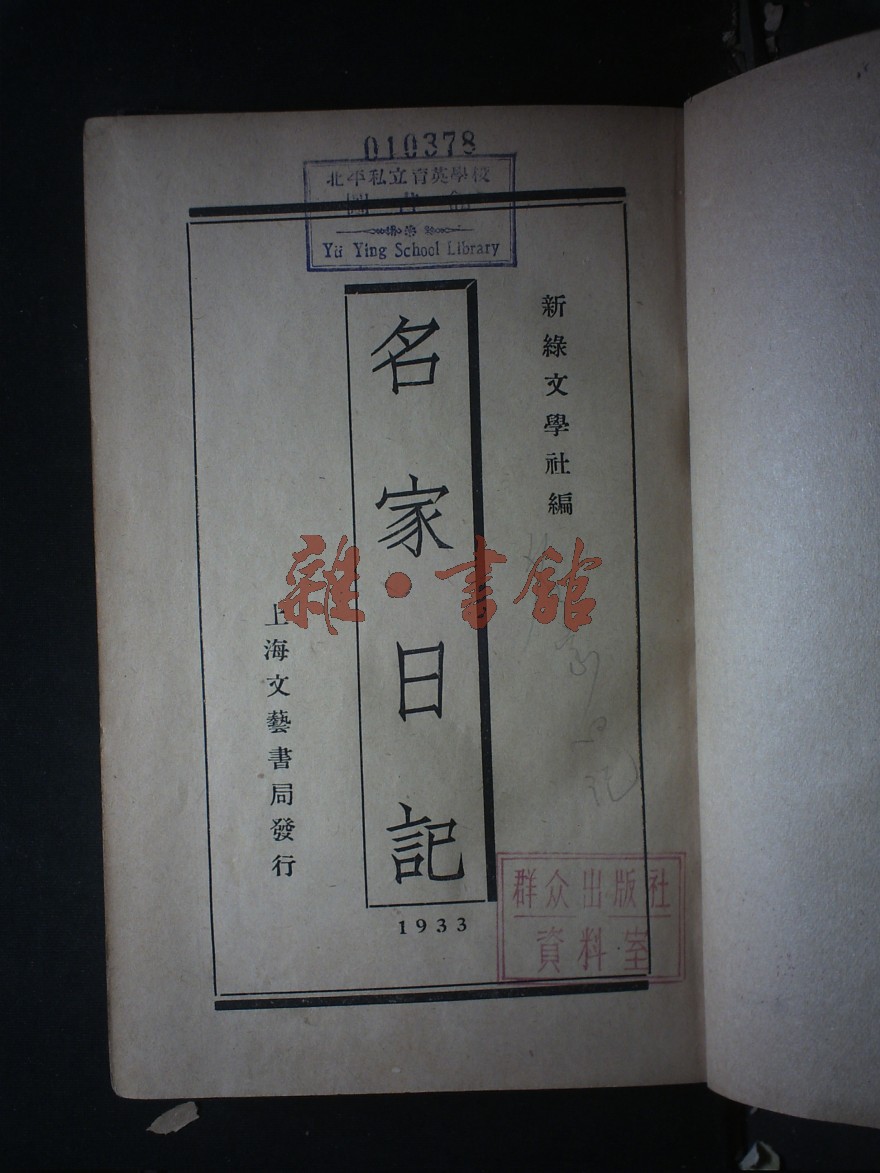 010378
北平私立育英學校
圖書館
Yü Ying School Library
新綠文學社編
名家日記
1933
上海文藝書局發行
雜·書館
群众出版社
資料室